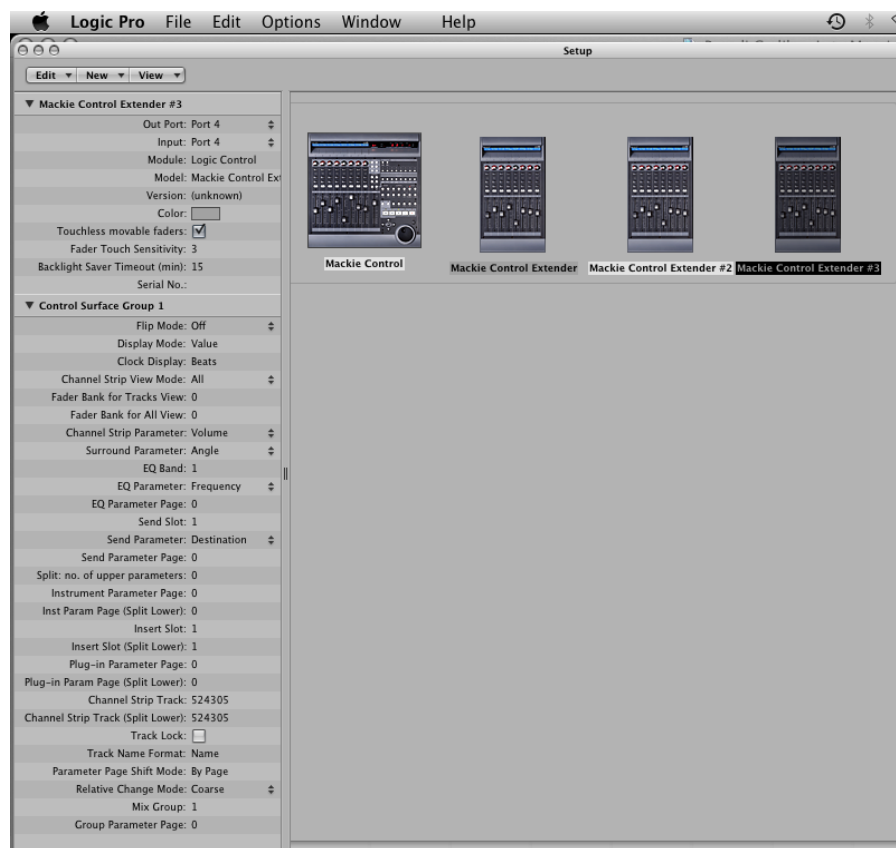 Logic Pro File Edit Options Window Help
Setup
Edit New View
Mackie Control Extender #3
Out Port: Port 4
Input: Port 4
Module: Logic Control
Model: Mackie Control Ext
Version: (unknown)
Color:
Touchless movable faders:
Fader Touch Sensitivity: 3
Backlight Saver Timeout (min): 15
Serial No.:
Control Surface Group 1
Flip Mode: Off
Display Mode: Value
Clock Display: Beats
Channel Strip View Mode: All
Fader Bank for Tracks View: 0
Fader Bank for All View: 0
Channel Strip Parameter: Volume
Surround Parameter: Angle
EQ Band: 1
EQ Parameter: Frequency
EQ Parameter Page: 0
Send Slot: 1
Send Parameter: Destination
Send Parameter Page: 0
Split: no. of upper parameters: 0
Instrument Parameter Page: 0
Inst Param Page (Split Lower): 0
Insert Slot: 1
Insert Slot (Split Lower): 1
Plug-in Parameter Page: 0
Plug-in Param Page (Split Lower): 0
Channel Strip Track: 524305
Channel Strip Track (Split Lower): 524305
Track Lock:
Track Name Format: Name
Parameter Page Shift Mode: By Page
Relative Change Mode: Coarse
Mix Group: 1
Group Parameter Page: 0
Mackie Control
Mackie Control Extender
Mackie Control Extender #2
Mackie Control Extender #3